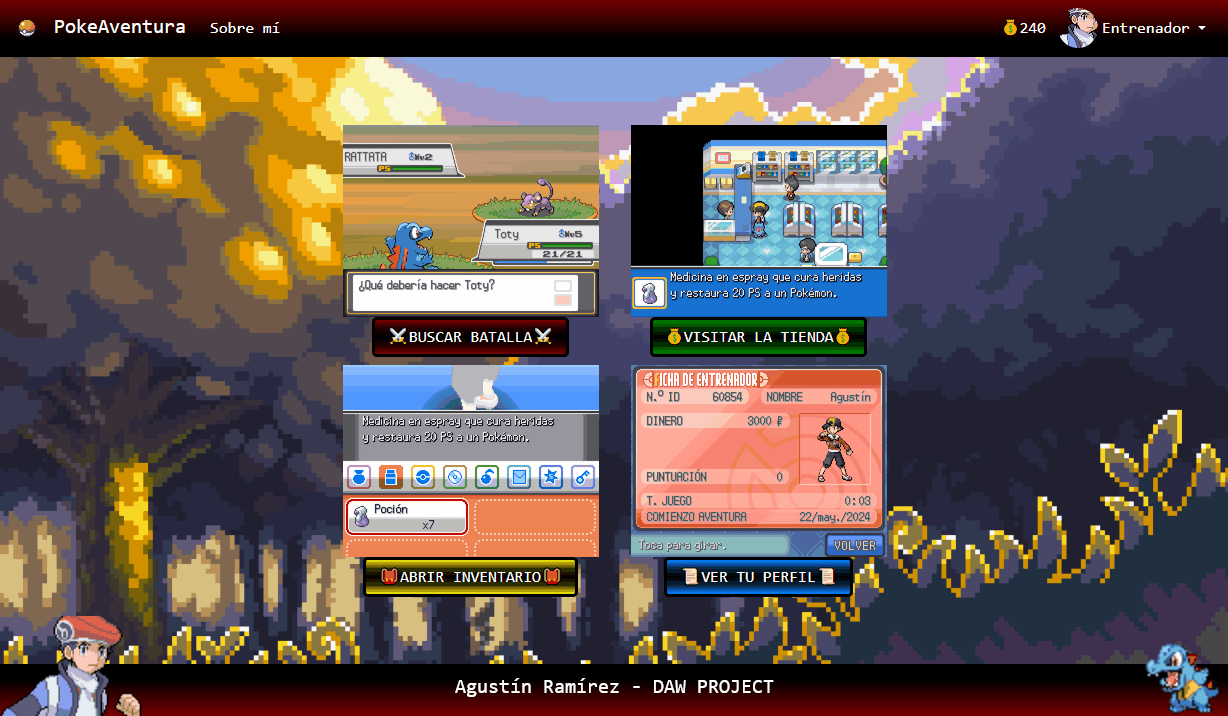 PokeAventura Sobre mí 240 Entrenador
RATTATA ♂Nv2
PS
Toty ♂Nv5
PS
21/21
¿Qué debería hacer Toty?
BUSCAR BATALLA
Medicina en espray que cura heridas
y restaura 20 PS a un Pokémon.
VISITAR LA TIENDA
Medicina en espray que cura heridas
y restaura 20 PS a un Pokémon.
Poción
x7
ABRIR INVENTARIO
FICHA DE ENTRENADOR
N.º ID 60854 NOMBRE Agustín
DINERO 3000 ₽
PUNTUACIÓN 0
T. JUEGO 0:03
COMIENZO AVENTURA 22/may./2024
Toca para girar. VOLVER
VER TU PERFIL
Agustín Ramírez - DAW PROJECT